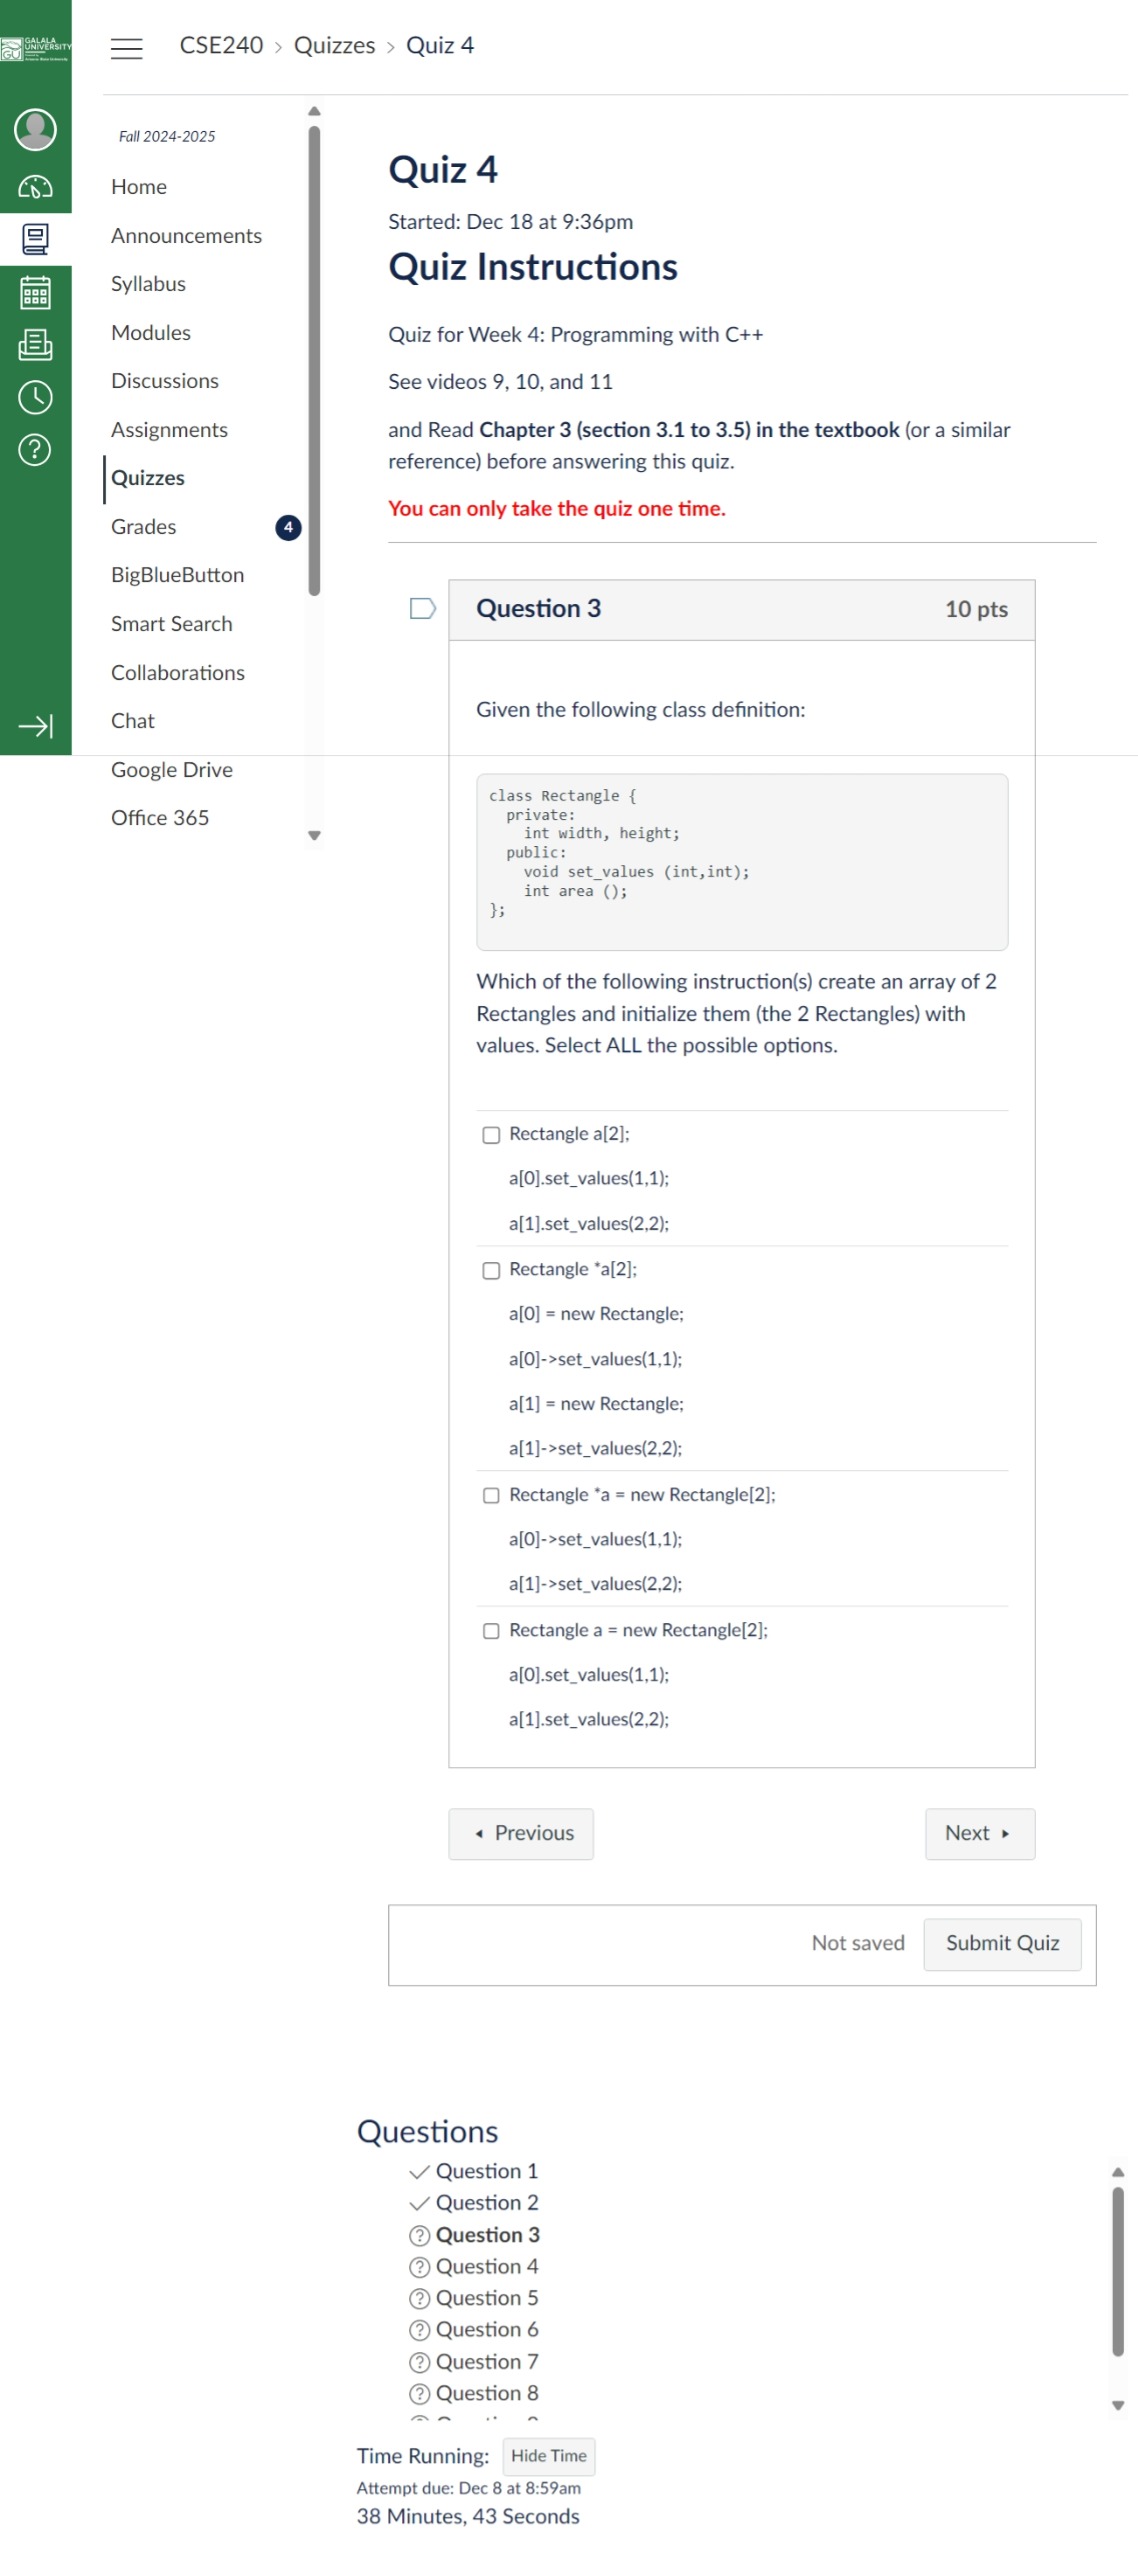 GALALA
UNIVERSITY
GU
CSE240 › Quizzes › Quiz 4
Fall 2024-2025
Home
Announcements
Syllabus
Modules
Discussions
Assignments
Quizzes
Grades 4
BigBlueButton
Smart Search
Collaborations
Chat
Google Drive
Office 365
Quiz 4
Started: Dec 18 at 9:36pm
Quiz Instructions
Quiz for Week 4: Programming with C++
See videos 9, 10, and 11
and Read Chapter 3 (section 3.1 to 3.5) in the textbook (or a similar
reference) before answering this quiz.
You can only take the quiz one time.
Question 3 10 pts
Given the following class definition:
class Rectangle {
private:
int width, height;
public:
void set_values (int,int);
int area ();
};
Which of the following instruction(s) create an array of 2
Rectangles and initialize them (the 2 Rectangles) with
values. Select ALL the possible options.
Rectangle a[2];
a[0].set_values(1,1);
a[1].set_values(2,2);
Rectangle *a[2];
a[0] = new Rectangle;
a[0]->set_values(1,1);
a[1] = new Rectangle;
a[1]->set_values(2,2);
Rectangle *a = new Rectangle[2];
a[0]->set_values(1,1);
a[1]->set_values(2,2);
Rectangle a = new Rectangle[2];
a[0].set_values(1,1);
a[1].set_values(2,2);
Previous
Next
Not saved
Submit Quiz
Questions
Question 1
Question 2
Question 3
Question 4
Question 5
Question 6
Question 7
Question 8
Time Running: Hide Time
Attempt due: Dec 8 at 8:59am
38 Minutes, 43 Seconds